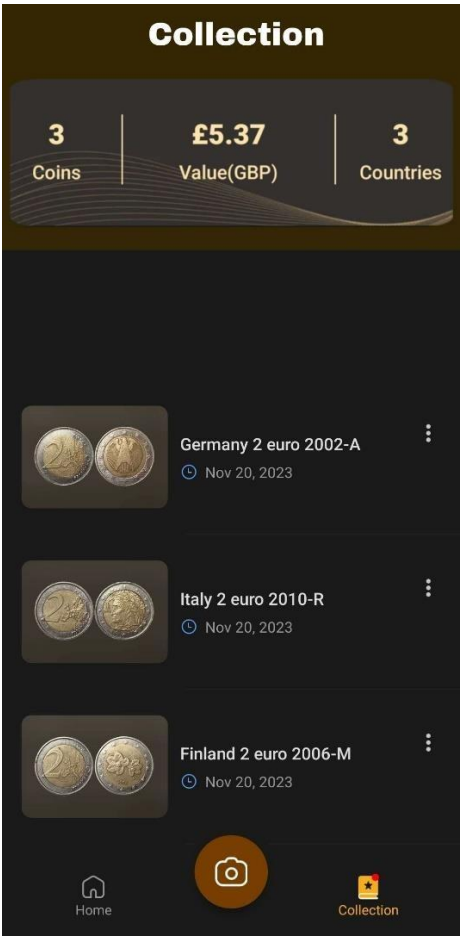 Collection
3
£5.37
3
Coins
Value(GBP)
Countries
Germany 2 euro 2002-A
Nov 20, 2023
Italy 2 euro 2010-R
Nov 20, 2023
Finland 2 euro 2006-M
Nov 20, 2023
Home
Collection